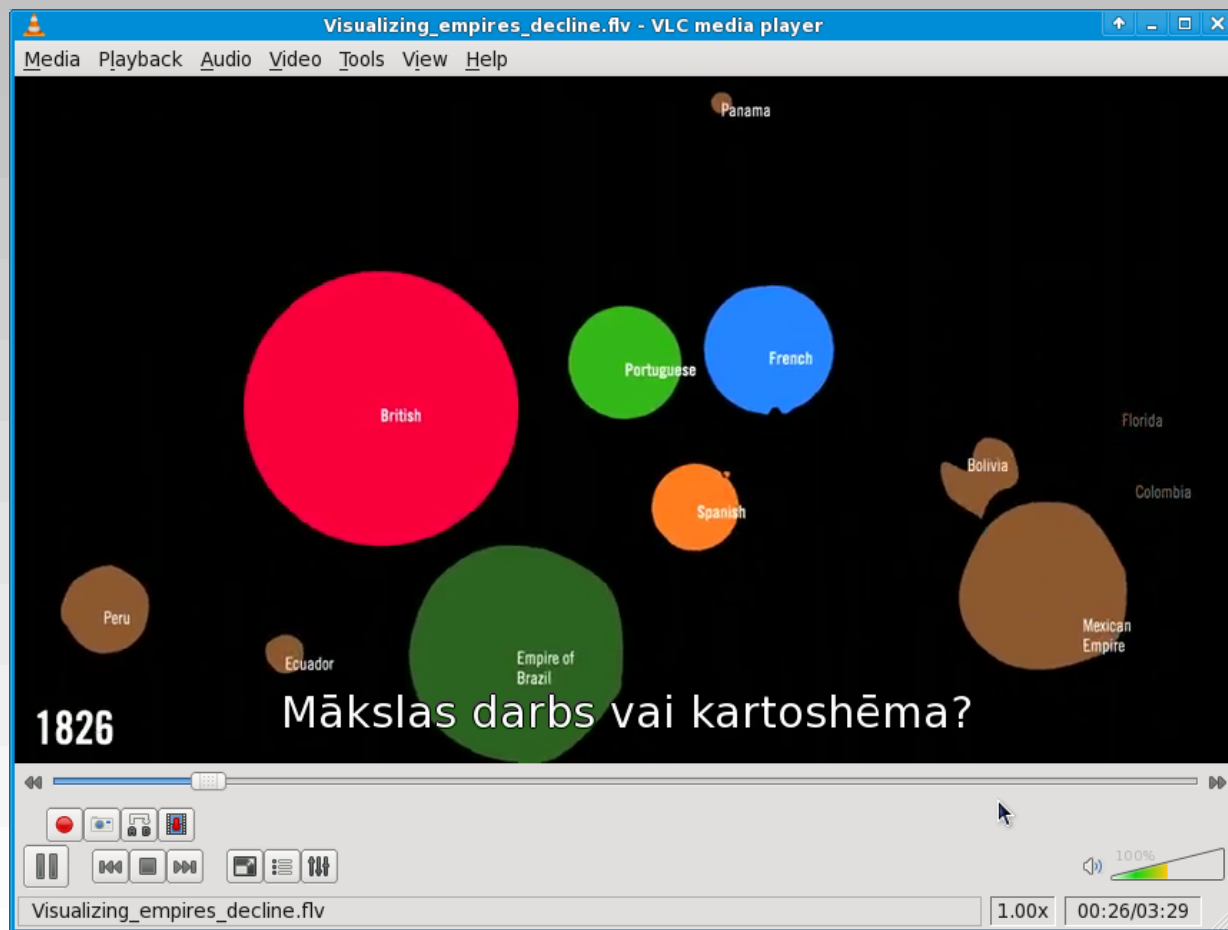 Visualizing_empires_decline.flv - VLC media player
Media Playback Audio Video Tools View Help
Panama
British
Portuguese
French
Florida
Bolivia
Colombia
Spanish
Peru
Ecuador
Empire of
Brazil
Mexican
Empire
1826
Mākslas darbs vai kartoshēma?
A B
100%
Visualizing_empires_decline.flv
1.00x
00:26/03:29